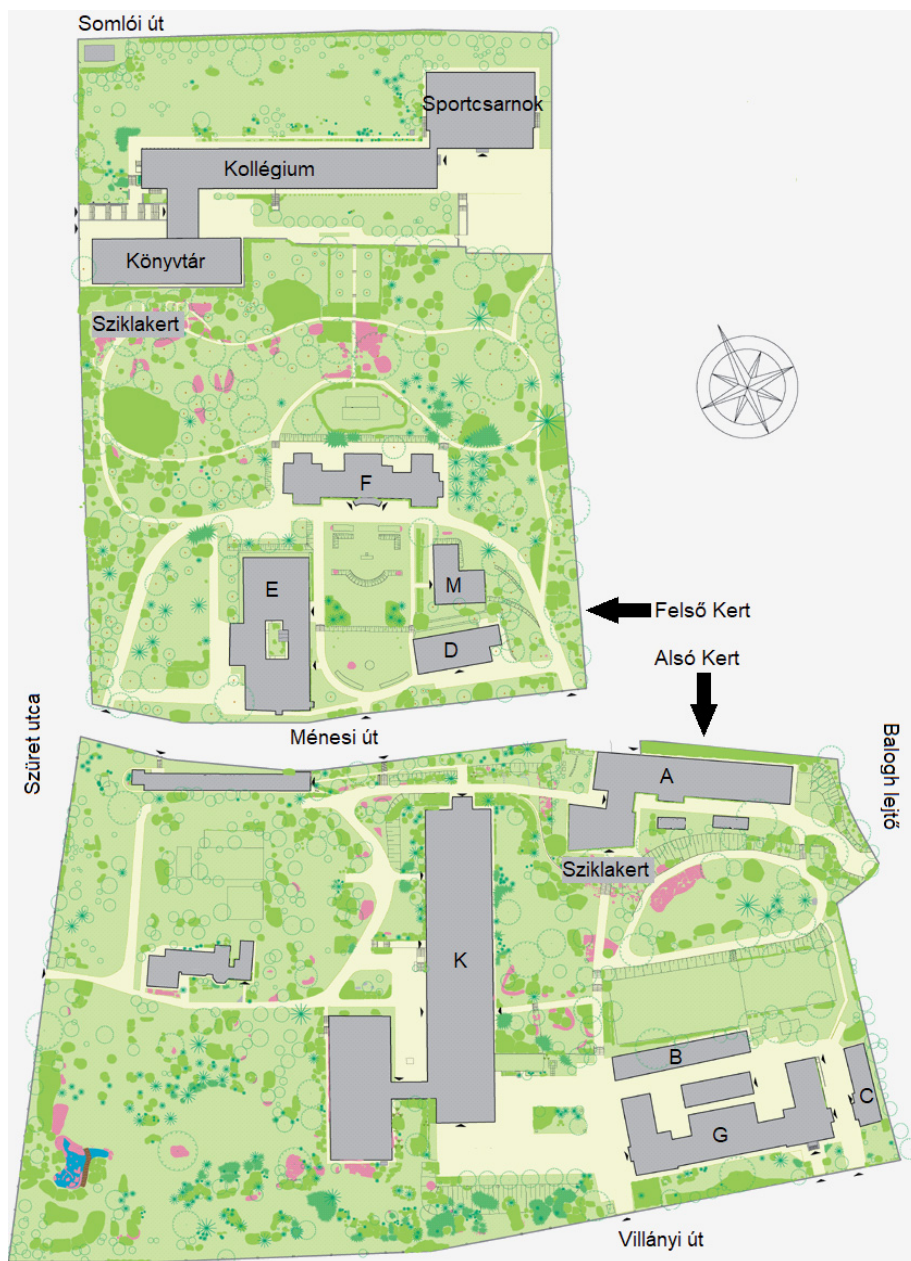 Somlói út
Sportcsarnok
Kollégium
Könyvtár
Sziklakert
F
E
M
D
Felső Kert
Alsó Kert
Szüret utca
Ménesi út
Balogh lejtő
A
Sziklakert
K
B
C
G
Villányi út